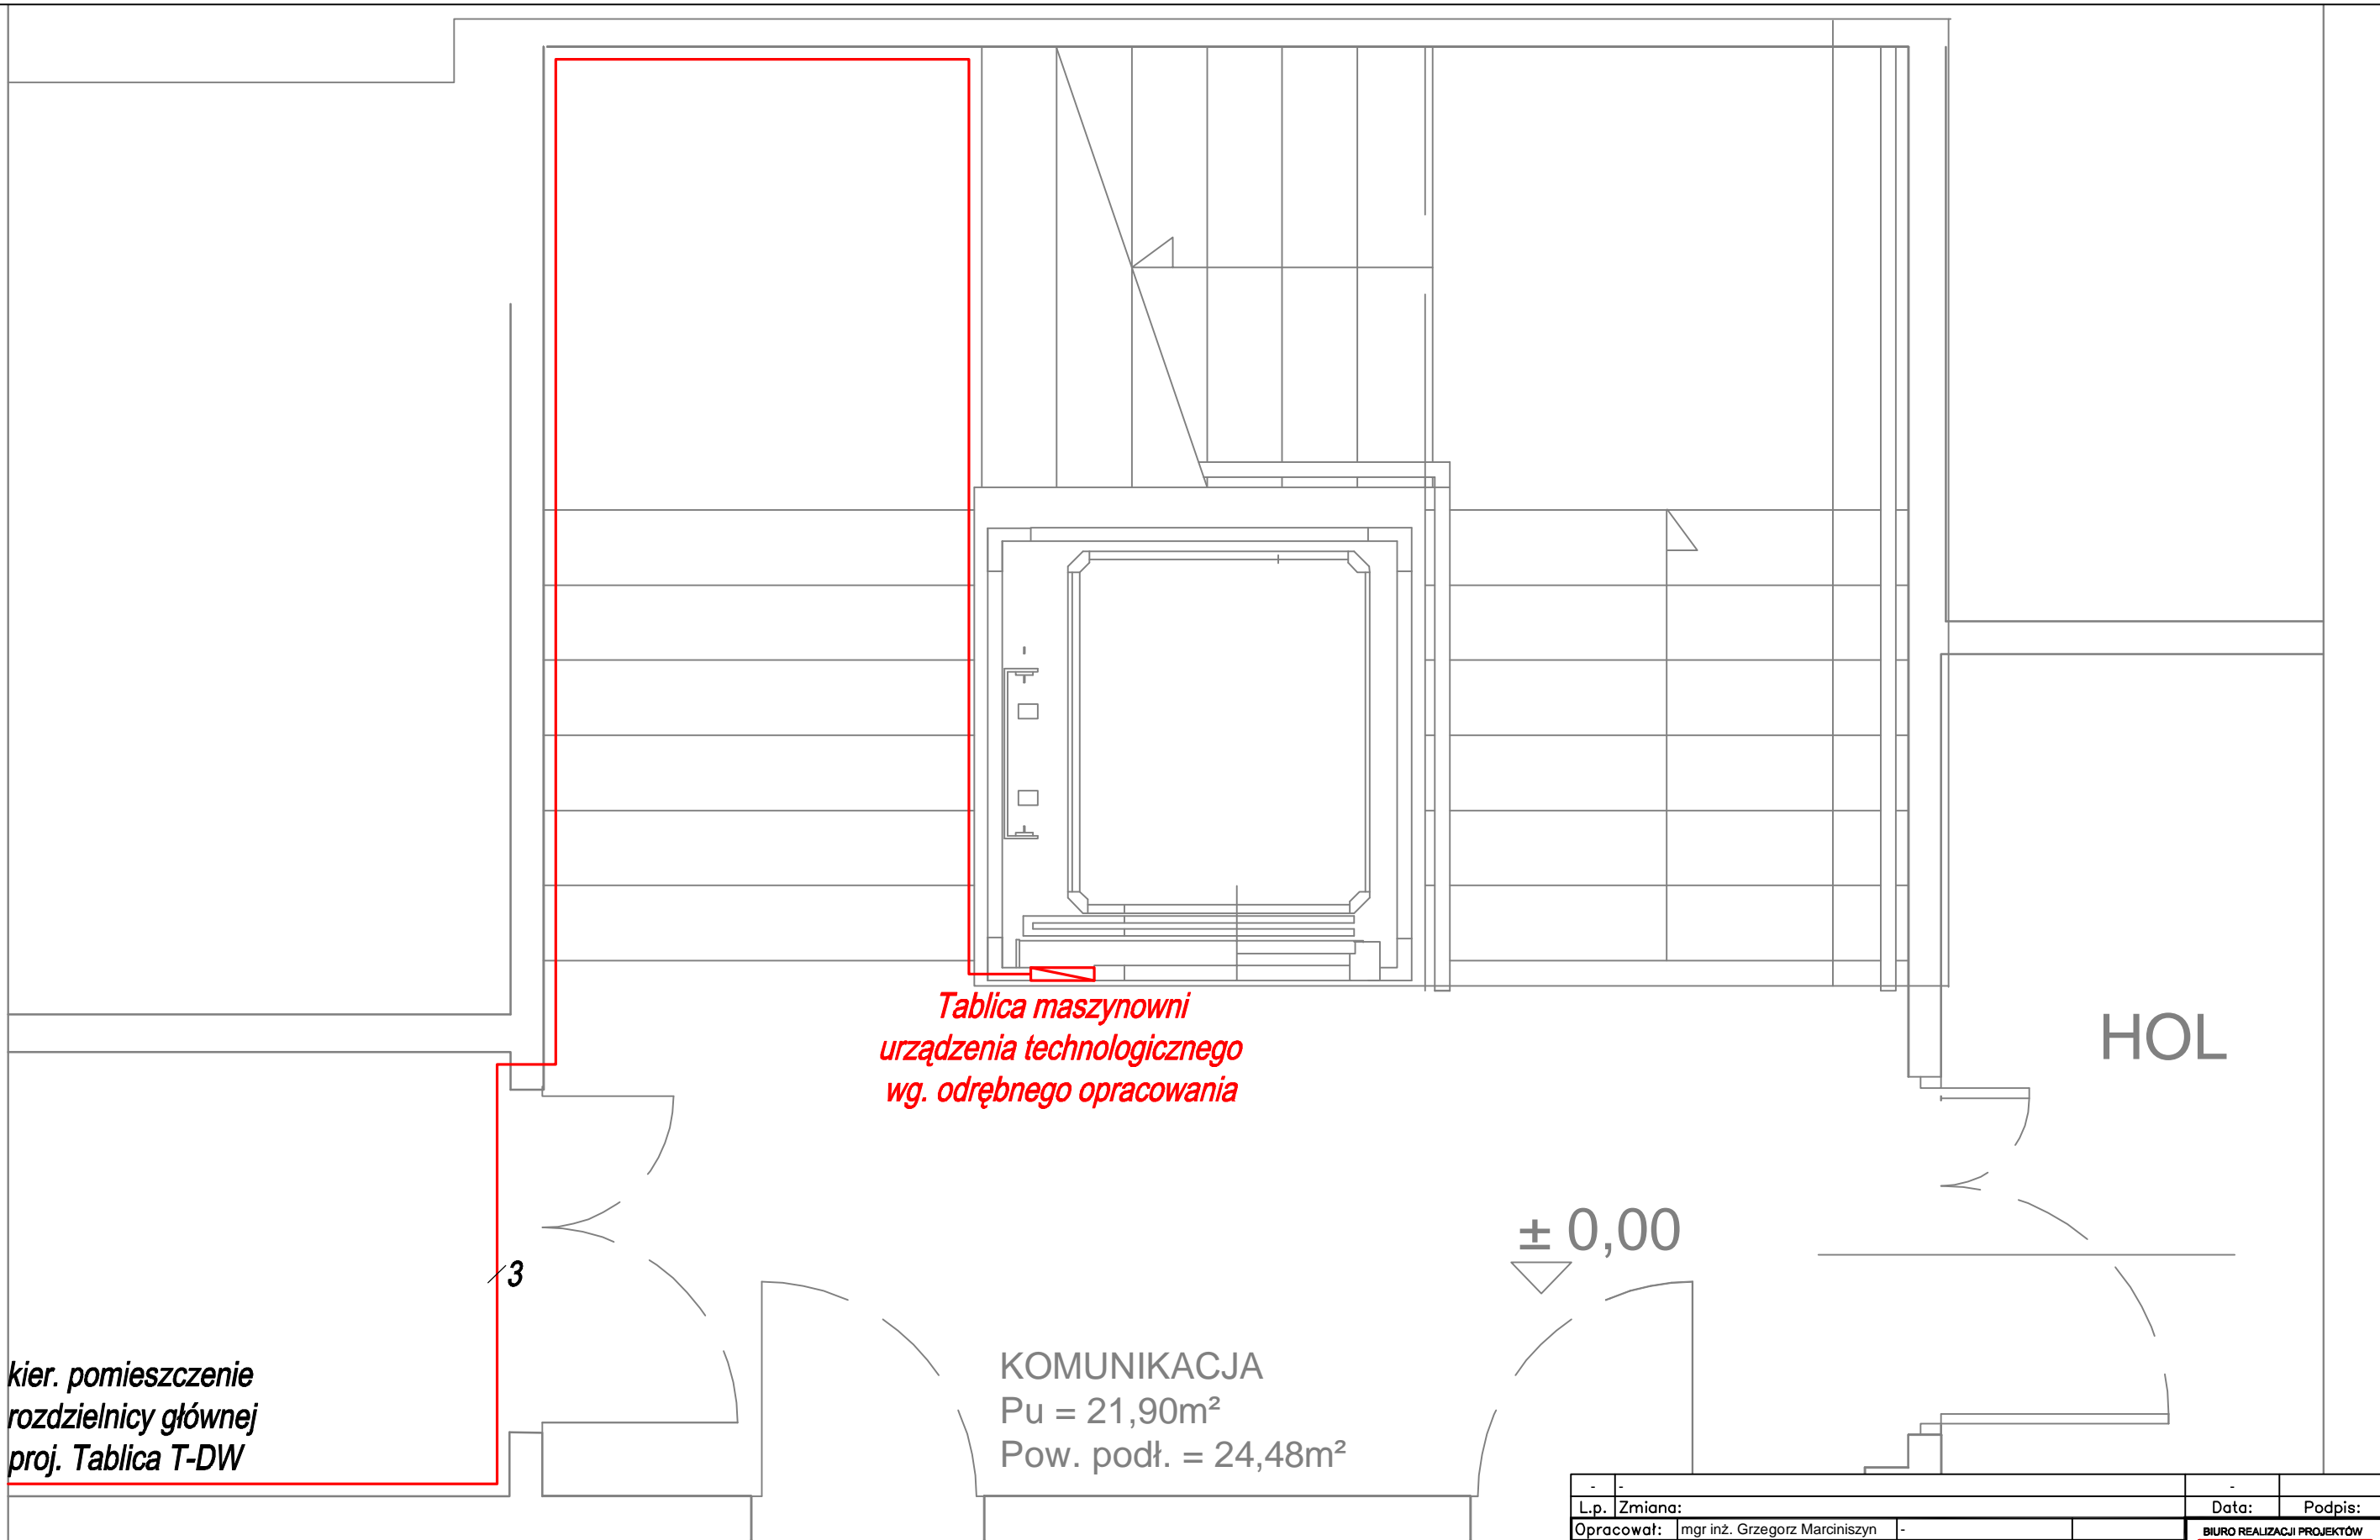 Tablica maszynowni
urządzenia technologicznego
wg. odrębnego opracowania
HOL
± 0,00
3
kier. pomieszczenie
rozdzielnicy głównej
proj. Tablica T-DW
KOMUNIKACJA
Pu = 21,90m²
Pow. podł. = 24,48m²
- - -
L.p. Zmiana: Data: Podpis:
Opracował: mgr inż. Grzegorz Marciniszyn - BIURO REALIZACJI PROJEKTÓW